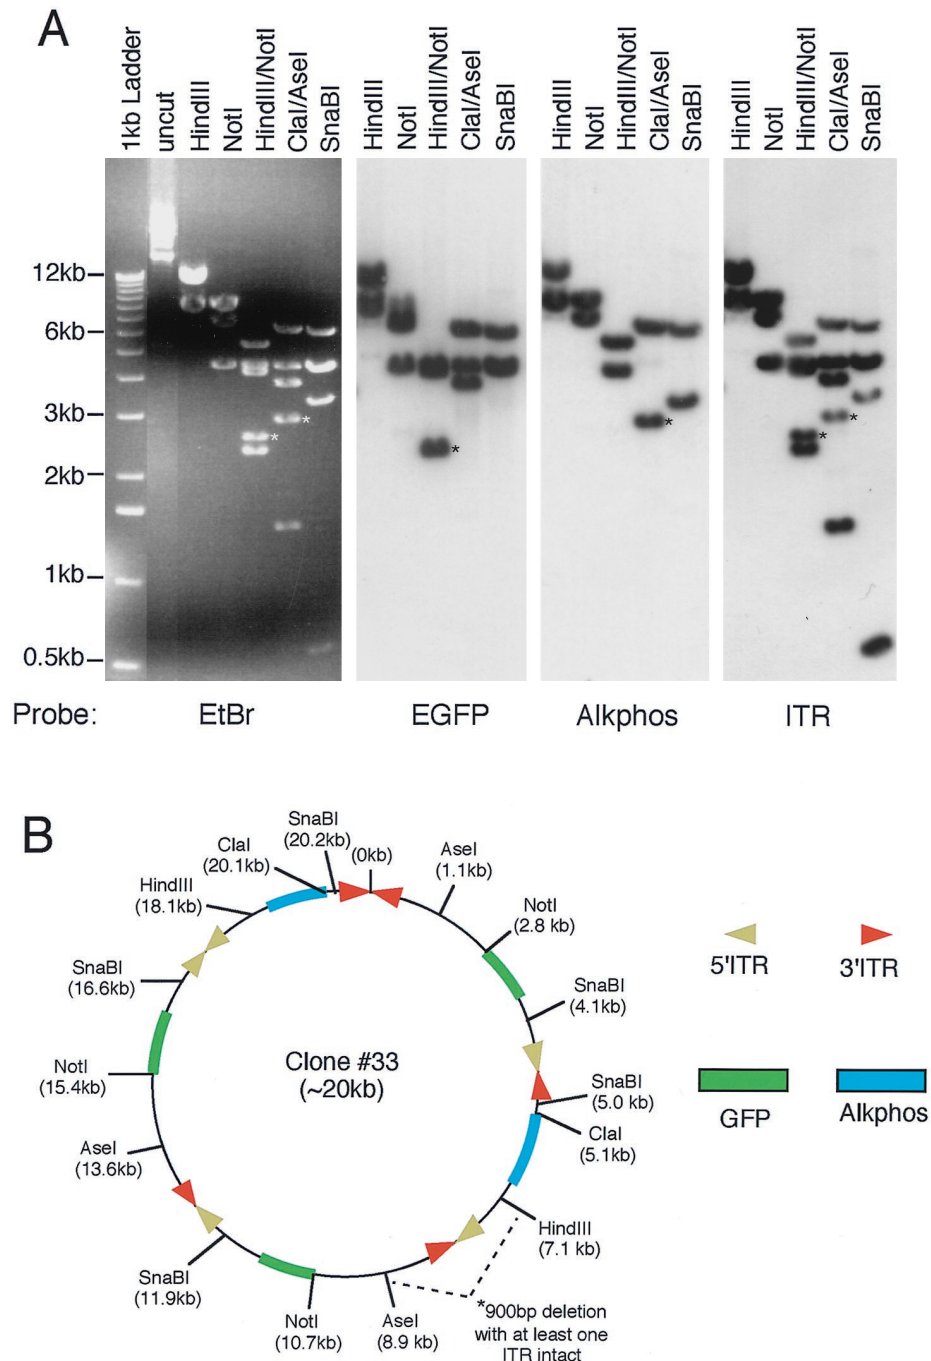 A
1kb Ladder
uncut
HindIII
NotI
HindIII/NotI
ClaI/AseI
SnaBI
HindIII
NotI
HindIII/NotI
ClaI/AseI
SnaBI
HindIII
NotI
HindIII/NotI
ClaI/AseI
SnaBI
HindIII
NotI
HindIII/NotI
ClaI/AseI
SnaBI
12kb
6kb
3kb
2kb
1kb
0.5kb
*
*
*
*
*
*
Probe:
EtBr
EGFP
Alkphos
ITR
B
SnaBI
(20.2kb)
(0kb)
ClaI
(20.1kb)
AseI
(1.1kb)
HindIII
(18.1kb)
NotI
(2.8 kb)
SnaBI
(16.6kb)
SnaBI
(4.1kb)
Clone #33
(~20kb)
NotI
(15.4kb)
SnaBI
(5.0 kb)
ClaI
(5.1kb)
AseI
(13.6kb)
HindIII
(7.1 kb)
SnaBI
(11.9kb)
NotI
(10.7kb)
AseI
(8.9 kb)
*900bp deletion
with at least one
ITR intact
5'ITR
3'ITR
GFP
Alkphos